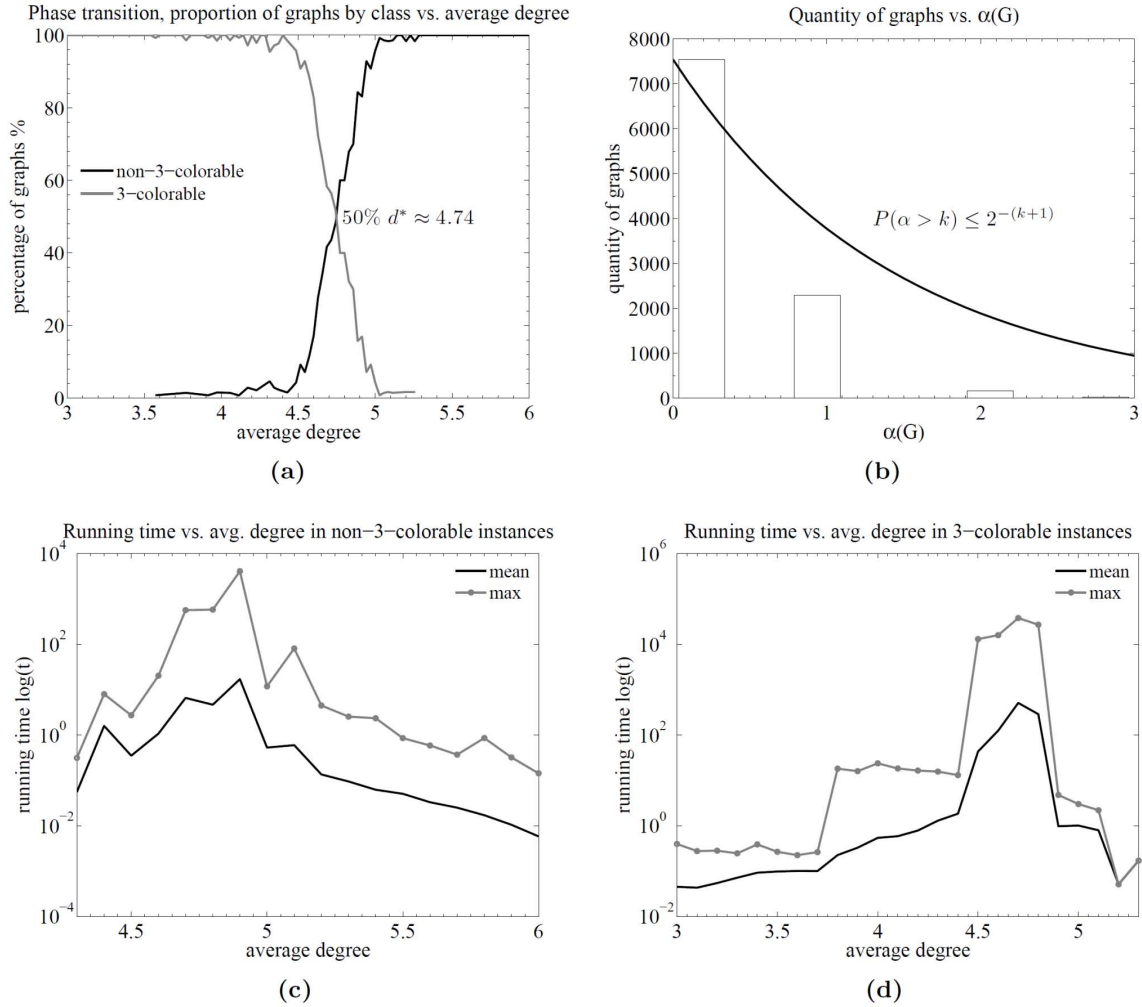 Phase transition, proportion of graphs by class vs. average degree
100
80
60
40
20
0
percentage of graphs %
non−3−colorable
3−colorable
50% d* ≈ 4.74
3 3.5 4 4.5 5 5.5 6
average degree
(a)
Quantity of graphs vs. α(G)
8000
7000
6000
5000
4000
3000
2000
1000
0
quantity of graphs
P(α > k) ≤ 2^{−(k+1)}
0 1 2 3
α(G)
(b)
Running time vs. avg. degree in non−3−colorable instances
10^4
10^2
10^0
10^−2
10^−4
running time log(t)
mean
max
4.5 5 5.5 6
average degree
(c)
Running time vs. avg. degree in 3−colorable instances
10^6
10^4
10^2
10^0
10^−2
running time log(t)
mean
max
3 3.5 4 4.5 5
average degree
(d)